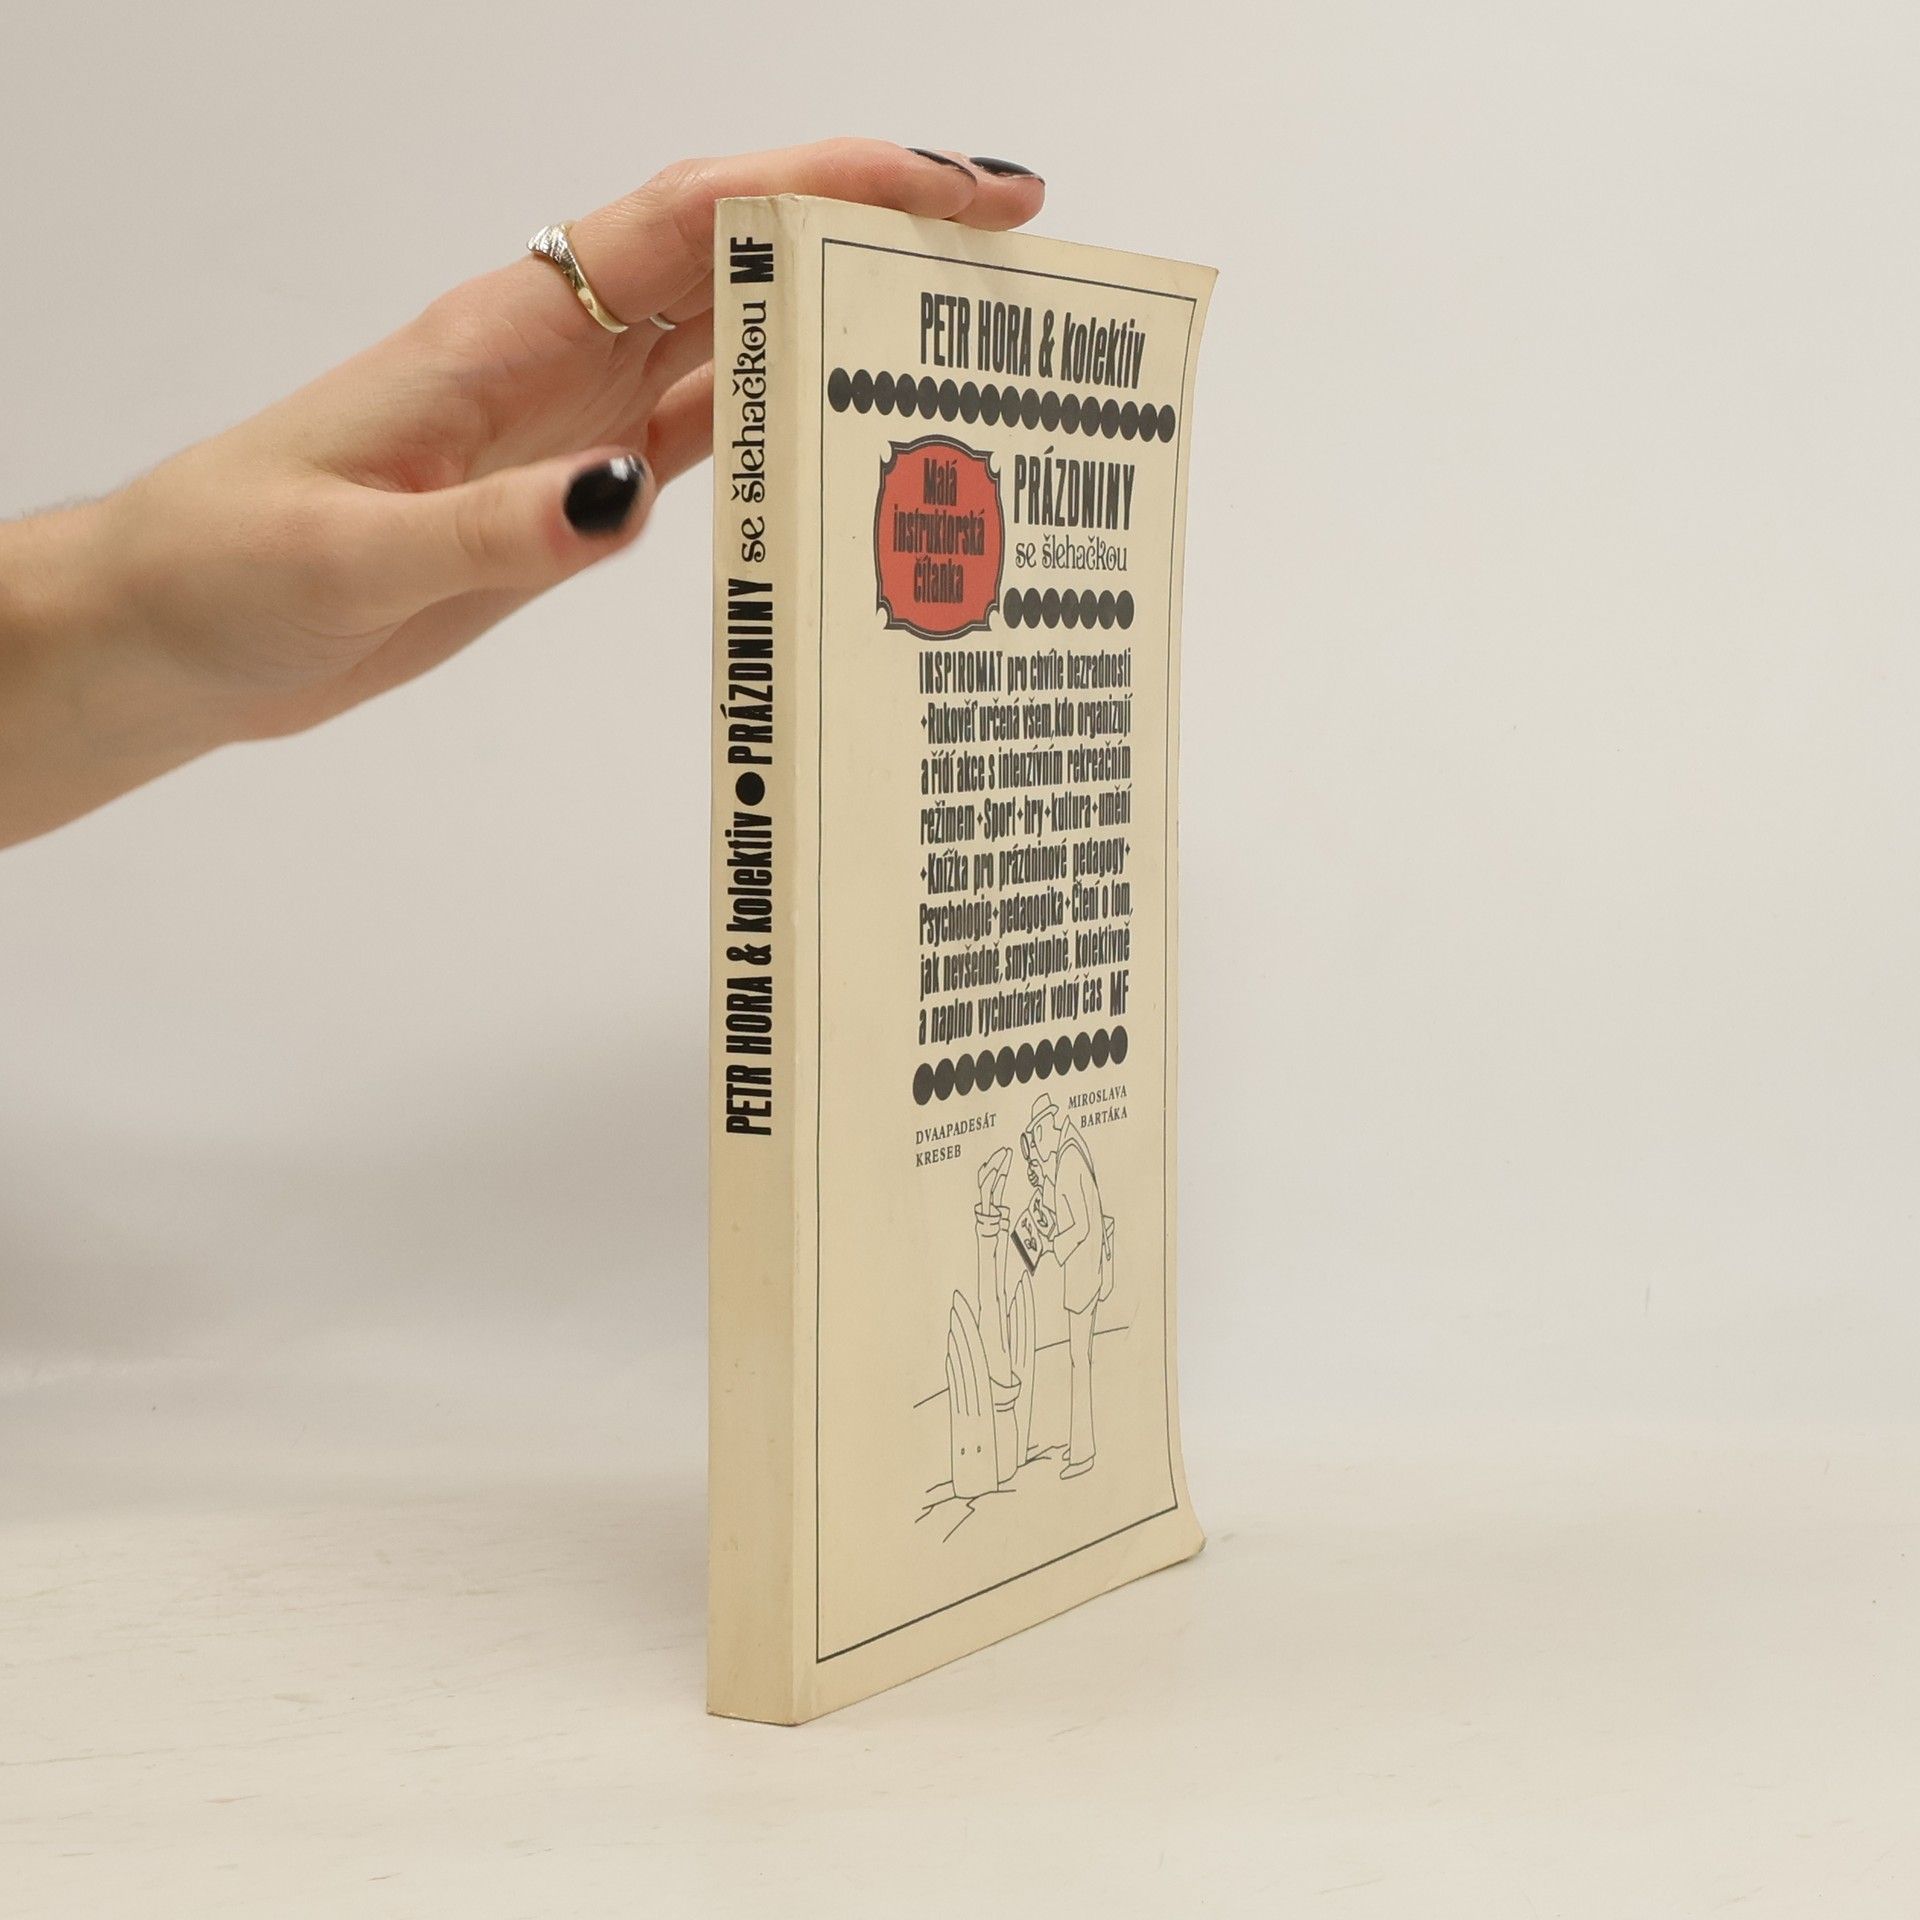 PETR HORA & kolektiv ● PRÁZDNINY se šlehačkou MF
PETR HORA & kolektiv
Malá
instruktorská
čítanka
PRÁZDNINY
se šlehačkou
INSPIROMAT pro chvíle bezradnosti
Rukověť určená všem, kdo organizují
a řídí akce s intenzívním rekreačním
režimem Sport hry kultura umění
Knížka pro prázdninové pedagogy
Psychologie pedagogika Čtení o tom,
jak nevšedně, smysluplně, kolektivně
a naplno vychutnávat volný čas MF
DVAAPADESÁT
KRESEB
MIROSLAVA
BARTÁKA